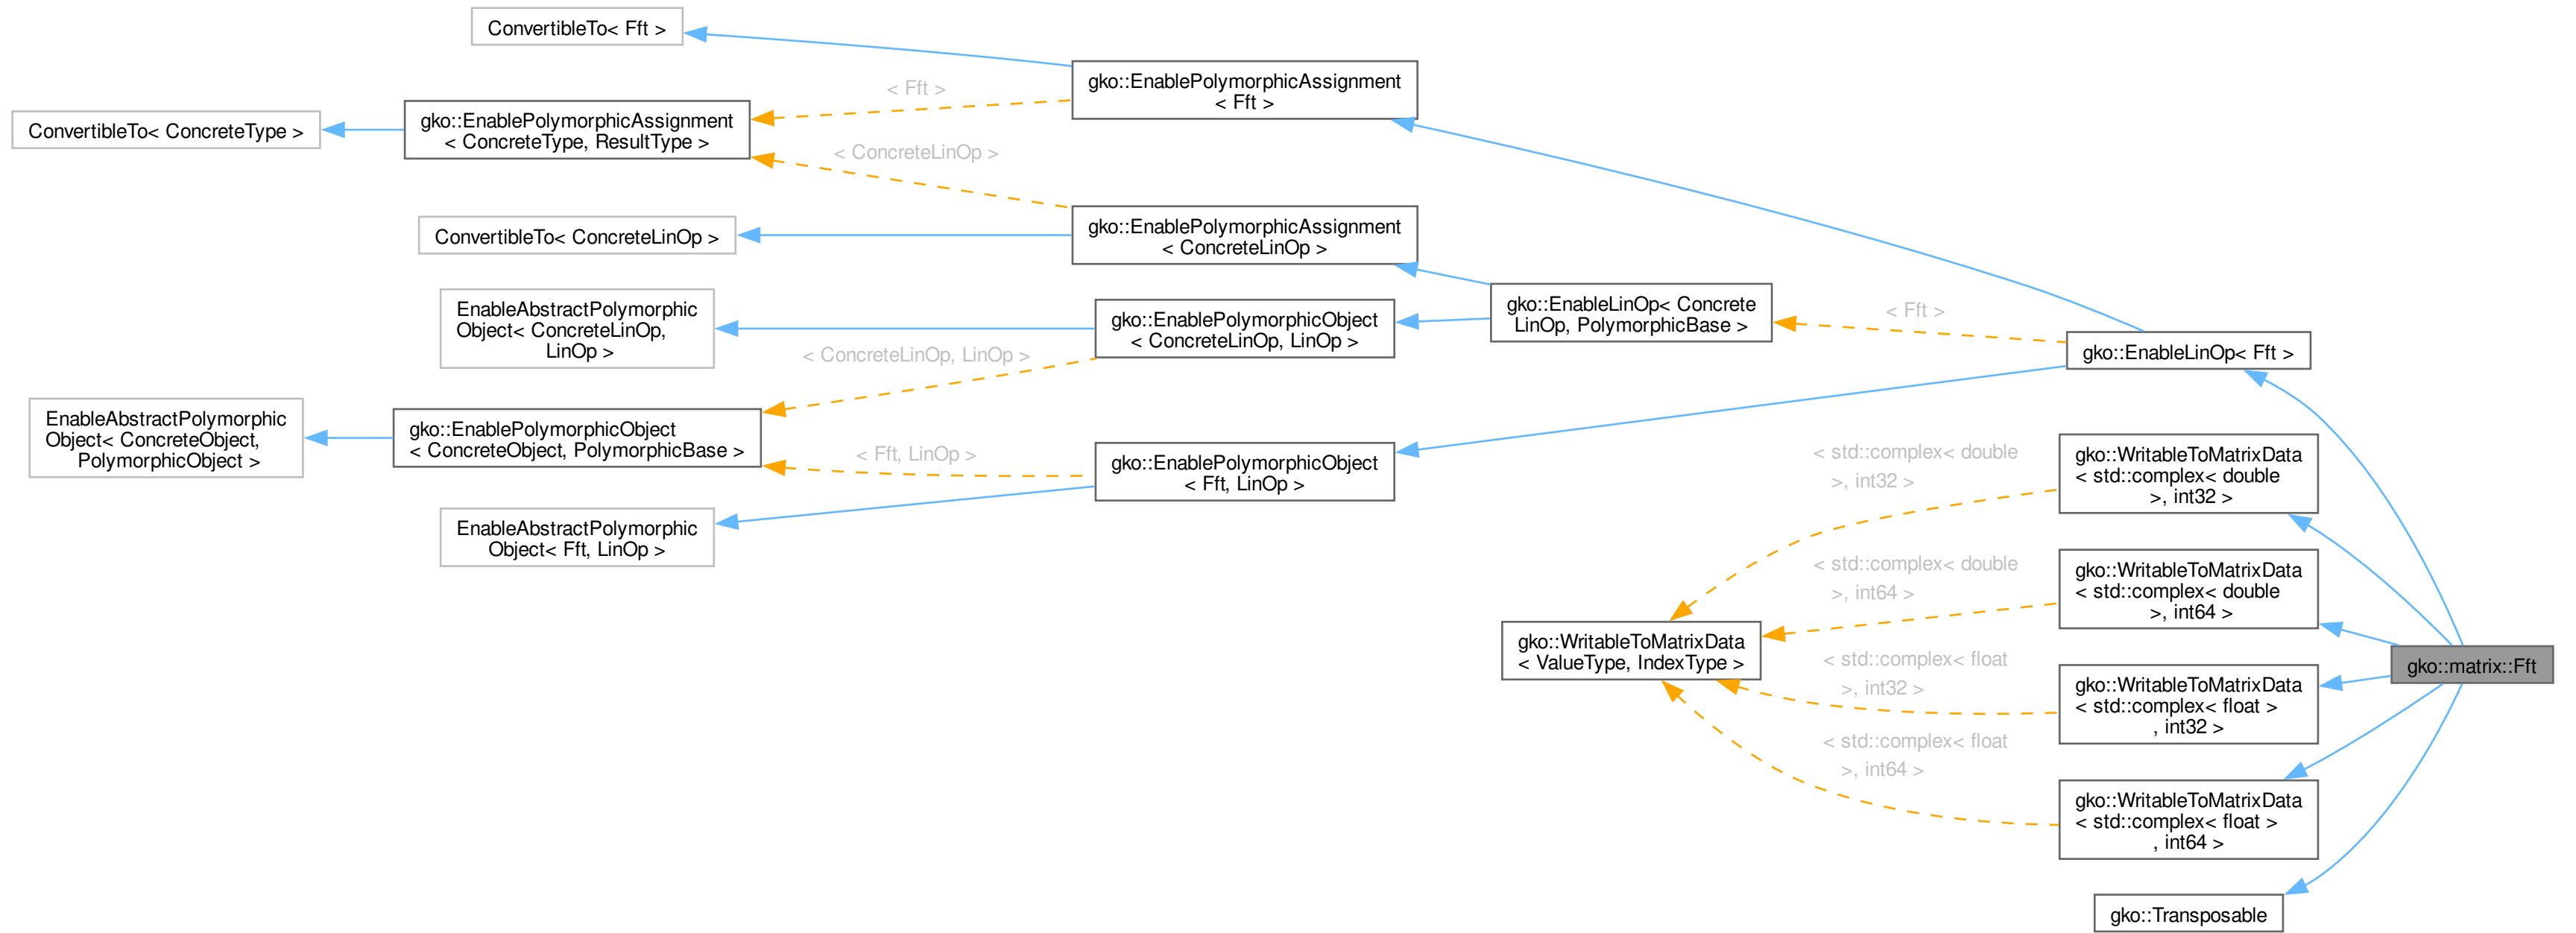 ConvertibleTo< Fft >
gko::EnablePolymorphicAssignment
< Fft >
< Fft >
ConvertibleTo< ConcreteType >
gko::EnablePolymorphicAssignment
< ConcreteType, ResultType >
< ConcreteLinOp >
ConvertibleTo< ConcreteLinOp >
gko::EnablePolymorphicAssignment
< ConcreteLinOp >
EnableAbstractPolymorphic
Object< ConcreteLinOp,
LinOp >
gko::EnablePolymorphicObject
< ConcreteLinOp, LinOp >
gko::EnableLinOp< Concrete
LinOp, PolymorphicBase >
< Fft >
gko::EnableLinOp< Fft >
< ConcreteLinOp, LinOp >
EnableAbstractPolymorphic
Object< ConcreteObject,
PolymorphicObject >
gko::EnablePolymorphicObject
< ConcreteObject, PolymorphicBase >
< Fft, LinOp >
gko::EnablePolymorphicObject
< Fft, LinOp >
EnableAbstractPolymorphic
Object< Fft, LinOp >
< std::complex< double
>, int32 >
gko::WritableToMatrixData
< std::complex< double
>, int32 >
< std::complex< double
>, int64 >
gko::WritableToMatrixData
< std::complex< double
>, int64 >
gko::WritableToMatrixData
< ValueType, IndexType >
< std::complex< float
>, int32 >
gko::WritableToMatrixData
< std::complex< float >
, int32 >
gko::matrix::Fft
< std::complex< float
>, int64 >
gko::WritableToMatrixData
< std::complex< float >
, int64 >
gko::Transposable